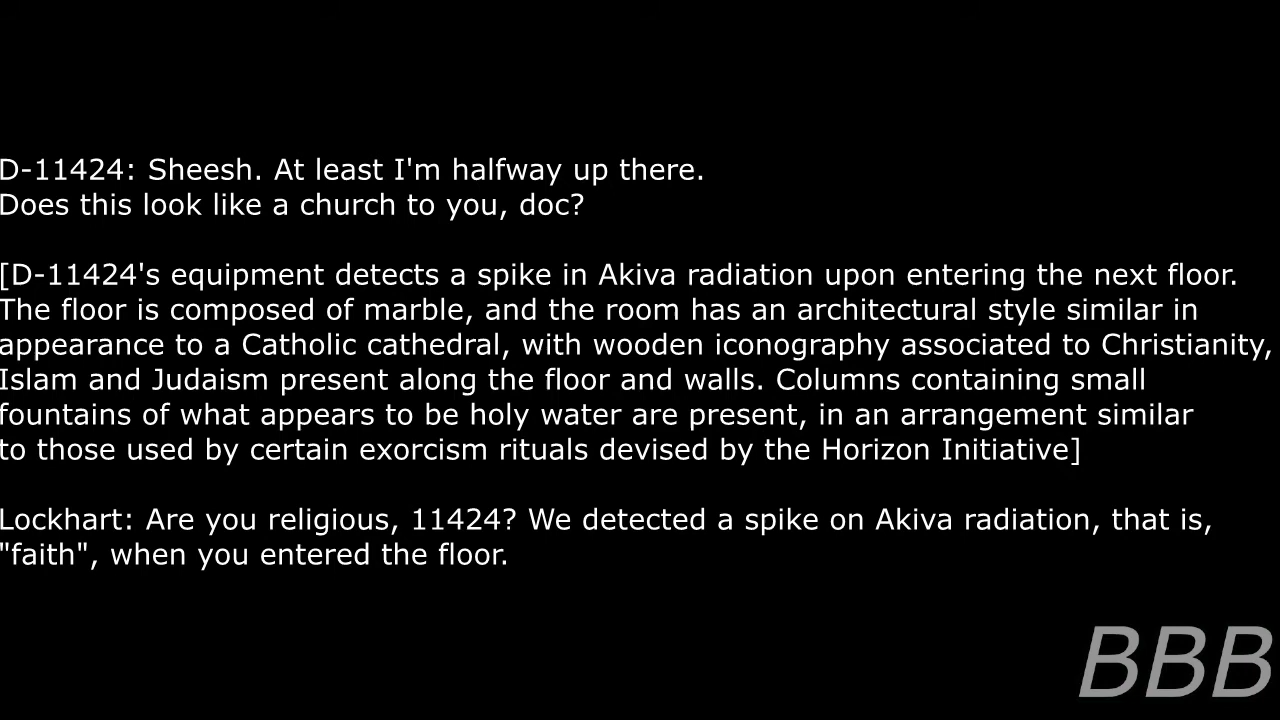 D-11424: Sheesh. At least I'm halfway up there.
Does this look like a church to you, doc?
[D-11424's equipment detects a spike in Akiva radiation upon entering the next floor.
The floor is composed of marble, and the room has an architectural style similar in
appearance to a Catholic cathedral, with wooden iconography associated to Christianity,
Islam and Judaism present along the floor and walls. Columns containing small
fountains of what appears to be holy water are present, in an arrangement similar
to those used by certain exorcism rituals devised by the Horizon Initiative]
Lockhart: Are you religious, 11424? We detected a spike on Akiva radiation, that is,
"faith", when you entered the floor.
BBB